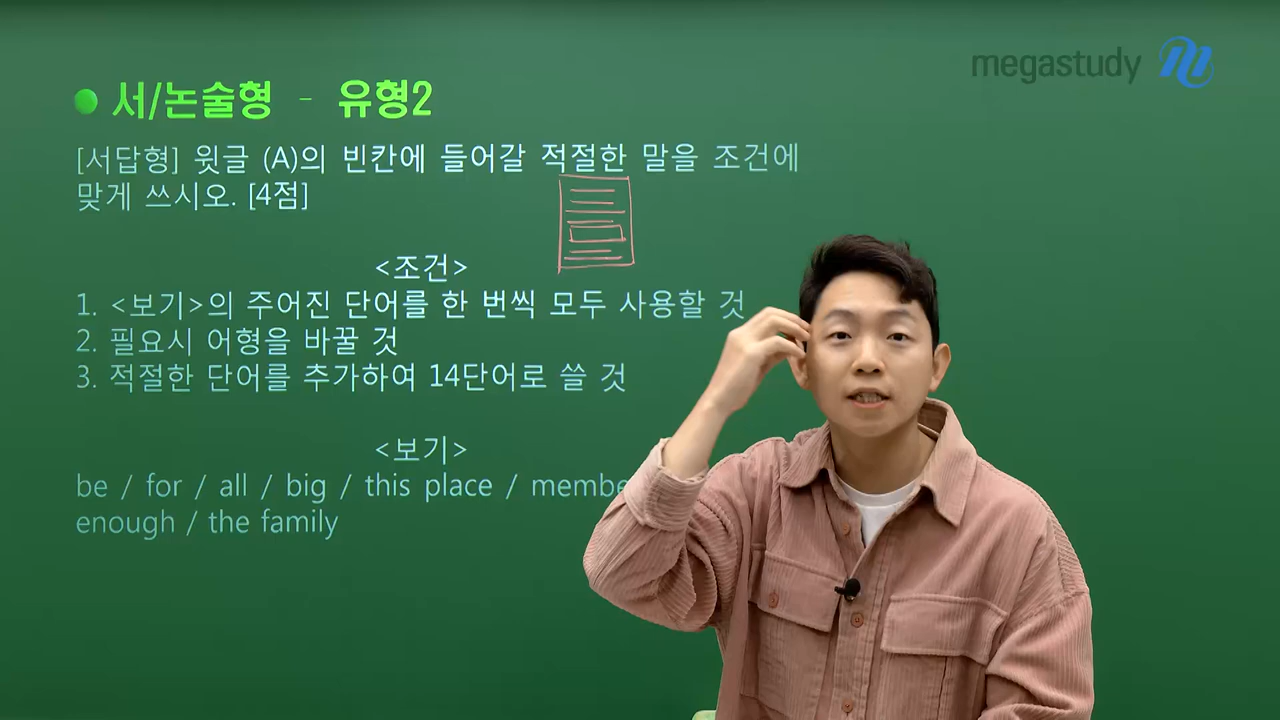 megastudy
서/논술형 - 유형2
[서답형] 윗글 (A)의 빈칸에 들어갈 적절한 말을 조건에
맞게 쓰시오. [4점]
<조건>
1. <보기>의 주어진 단어를 한 번씩 모두 사용할 것
2. 필요시 어형을 바꿀 것
3. 적절한 단어를 추가하여 14단어로 쓸 것
<보기>
be / for / all / big / this place /
enough / the family